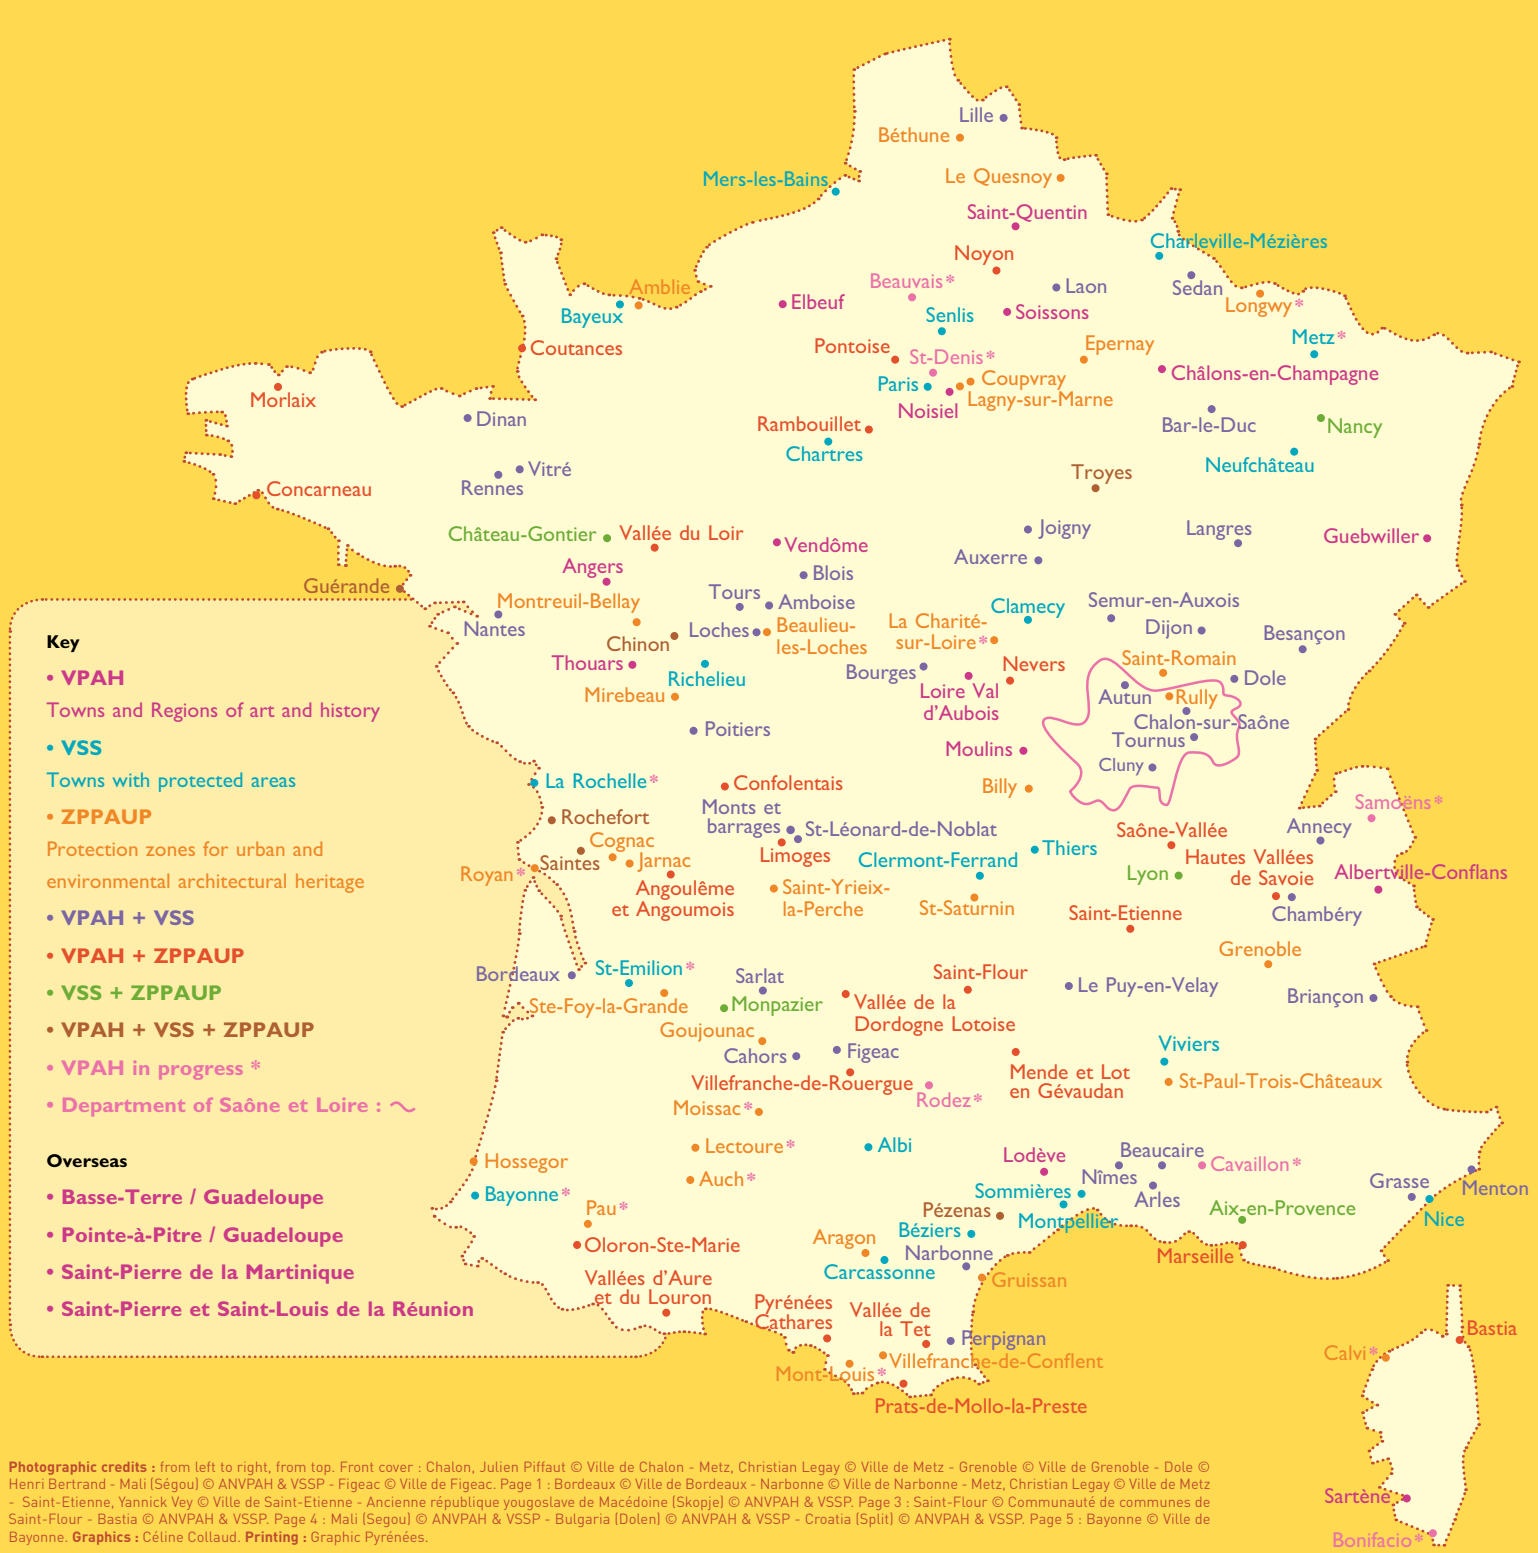 Lille
Béthune
Le Quesnoy
Mers-les-Bains
Saint-Quentin
Charleville-Mézières
Noyon
Beauvais*
Laon
Sedan
Amblie
Elbeuf
Longwy*
Bayeux
Senlis
Soissons
Metz*
Coutances
Pontoise
St-Denis*
Epernay
Châlons-en-Champagne
Paris
Coupvray
Noisiel
Lagny-sur-Marne
Morlaix
Dinan
Rambouillet
Bar-le-Duc
Nancy
Chartres
Neufchâteau
Vitré
Rennes
Troyes
Concarneau
Château-Gontier
Vallée du Loir
Vendôme
Joigny
Langres
Guebwiller
Auxerre
Angers
Blois
Guérande
Tours
Amboise
Montreuil-Bellay
Clamecy
Semur-en-Auxois
Nantes
Loches
Beaulieu-
les-Loches
La Charité-
sur-Loire*
Dijon
Besançon
Chinon
Thouars
Richelieu
Bourges
Nevers
Saint-Romain
Dole
Mirebeau
Loire Val
d'Aubois
Autun
Rully
Chalon-sur-Saône
Poitiers
Tournus
Moulins
Cluny
La Rochelle*
Confolentais
Billy
Samoëns*
Rochefort
Monts et
barrages
St-Léonard-de-Noblat
Annecy
Saône-Vallée
Cognac
Limoges
Thiers
Saintes
Jarnac
Clermont-Ferrand
Hautes Vallées
de Savoie
Royan*
Lyon
Albertville-Conflans
Angoulême
et Angoumois
Saint-Yrieix-
la-Perche
St-Saturnin
Saint-Etienne
Chambéry
Grenoble
Bordeaux
St-Emilion*
Sarlat
Saint-Flour
Le Puy-en-Velay
Briançon
Ste-Foy-la-Grande
Monpazier
Vallée de la
Dordogne Lotoise
Goujounac
Cahors
Figeac
Viviers
Villefranche-de-Rouergue
Mende et Lot
en Gévaudan
St-Paul-Trois-Châteaux
Rodez*
Moissac*
Lectoure*
Albi
Lodève
Beaucaire
Hossegor
Nîmes
Cavaillon*
Auch*
Grasse
Menton
Bayonne*
Sommières
Arles
Pau*
Pézenas
Montpellier
Aix-en-Provence
Nice
Béziers
Oloron-Ste-Marie
Aragon
Narbonne
Marseille
Carcassonne
Gruissan
Vallées d'Aure
et du Louron
Pyrénées
Cathares
Vallée de
la Tet
Perpignan
Bastia
Villefranche-de-Conflent
Calvi*
Mont-Louis*
Prats-de-Mollo-la-Preste
Sartène
Bonifacio*
Key
• VPAH
Towns and Regions of art and history
• VSS
Towns with protected areas
• ZPPAUP
Protection zones for urban and
environmental architectural heritage
• VPAH + VSS
• VPAH + ZPPAUP
• VSS + ZPPAUP
• VPAH + VSS + ZPPAUP
• VPAH in progress *
• Department of Saône et Loire :
Overseas
• Basse-Terre / Guadeloupe
• Pointe-à-Pitre / Guadeloupe
• Saint-Pierre de la Martinique
• Saint-Pierre et Saint-Louis de la Réunion
Photographic credits : from left to right, from top. Front cover : Chalon, Julien Piffaut © Ville de Chalon - Metz, Christian Legay © Ville de Metz - Grenoble © Ville de Grenoble - Dole ©
Henri Bertrand - Mali (Ségou) © ANVPAH & VSSP - Figeac © Ville de Figeac. Page 1 : Bordeaux © Ville de Bordeaux - Narbonne © Ville de Narbonne - Metz, Christian Legay © Ville de Metz
- Saint-Etienne, Yannick Vey © Ville de Saint-Etienne - Ancienne république yougoslave de Macédoine (Skopje) © ANVPAH & VSSP. Page 3 : Saint-Flour © Communauté de communes de
Saint-Flour - Bastia © ANVPAH & VSSP. Page 4 : Mali (Segou) © ANVPAH & VSSP - Bulgaria (Dolen) © ANVPAH & VSSP - Croatia (Split) © ANVPAH & VSSP. Page 5 : Bayonne © Ville de
Bayonne. Graphics : Céline Collaud. Printing : Graphic Pyrénées.